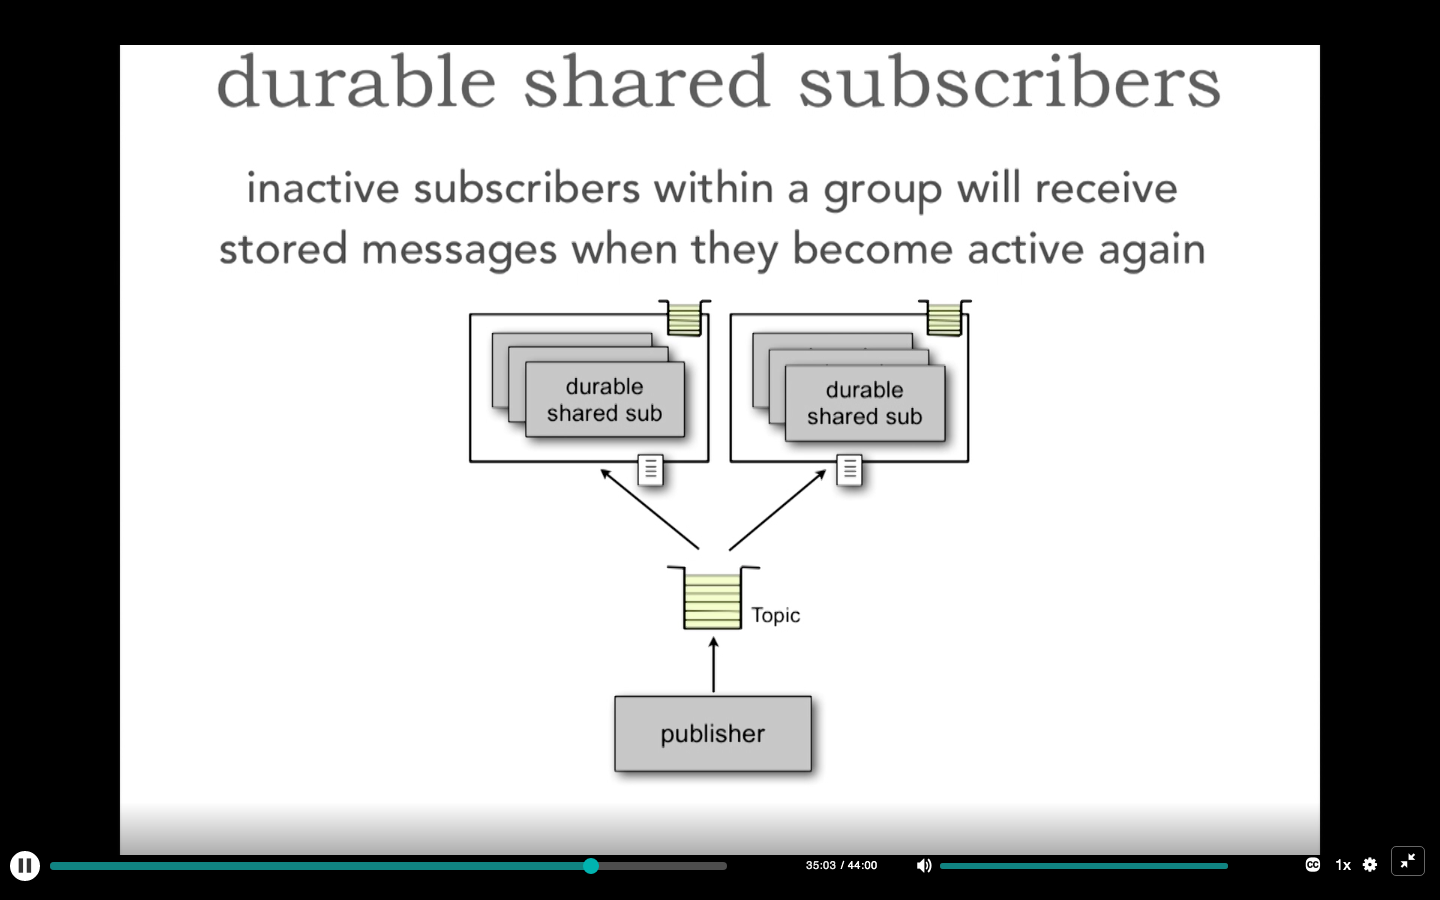 durable shared subscribers
inactive subscribers within a group will receive
stored messages when they become active again
durable
shared sub
durable
shared sub
Topic
publisher
35:03 / 44:00
CC
1x